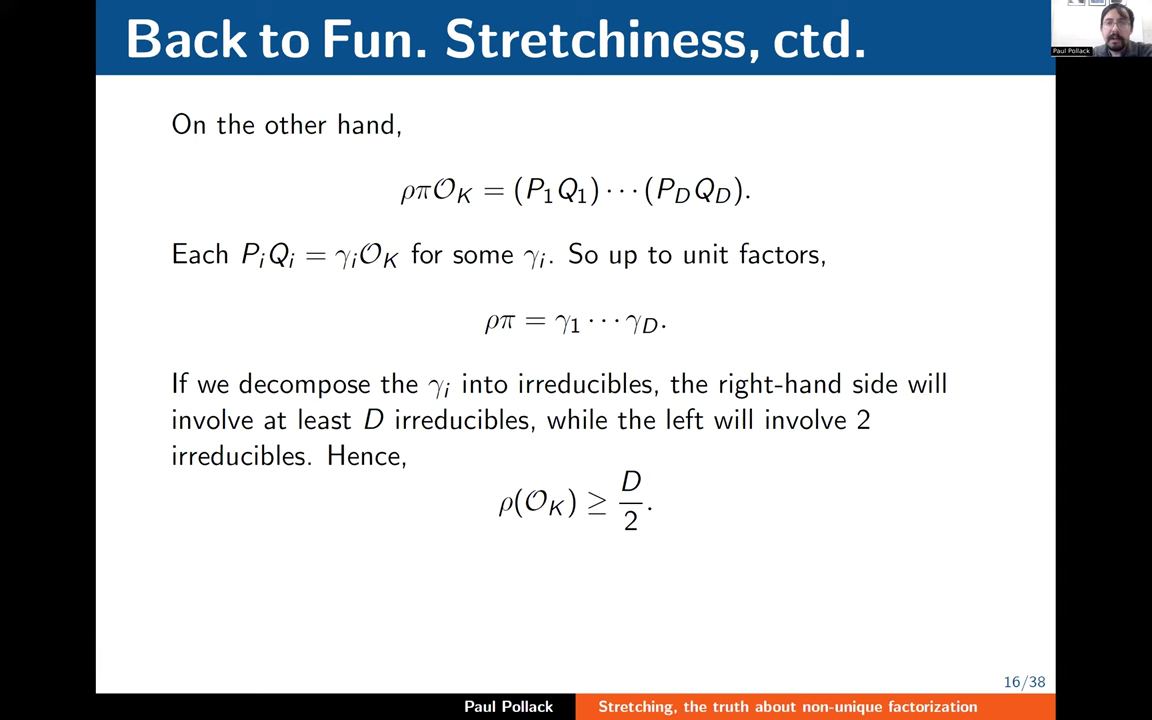 Back to Fun. Stretchiness, ctd.
Paul Pollack
On the other hand,
ρπ𝒪_K = (P_1Q_1) ⋯ (P_DQ_D).
Each P_iQ_i = γ_i𝒪_K for some γ_i. So up to unit factors,
ρπ = γ_1 ⋯ γ_D.
If we decompose the γ_i into irreducibles, the right-hand side will
involve at least D irreducibles, while the left will involve 2
irreducibles. Hence,
ρ(𝒪_K) ≥ D/2.
16/38
Paul Pollack Stretching, the truth about non-unique factorization